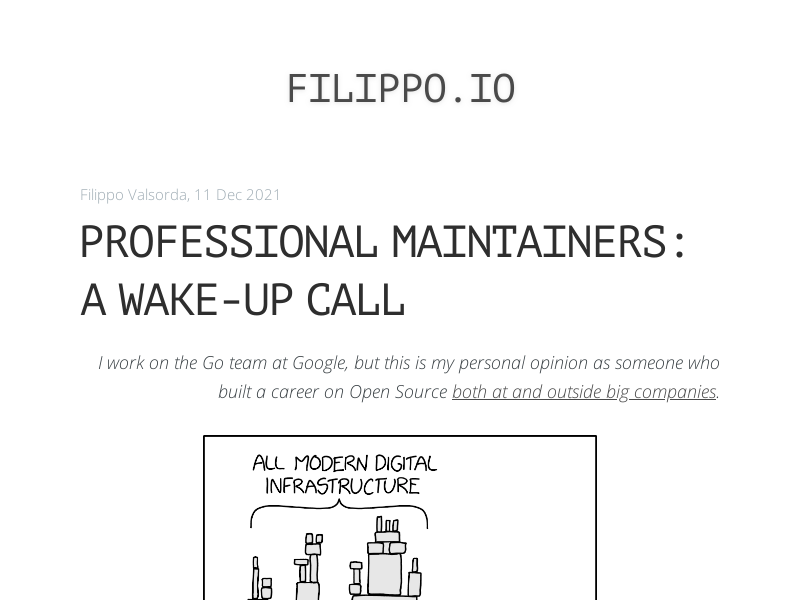 FILIPPO.IO
Filippo Valsorda, 11 Dec 2021
PROFESSIONAL MAINTAINERS:
A WAKE-UP CALL
I work on the Go team at Google, but this is my personal opinion as someone who
built a career on Open Source both at and outside big companies.
ALL MODERN DIGITAL
INFRASTRUCTURE